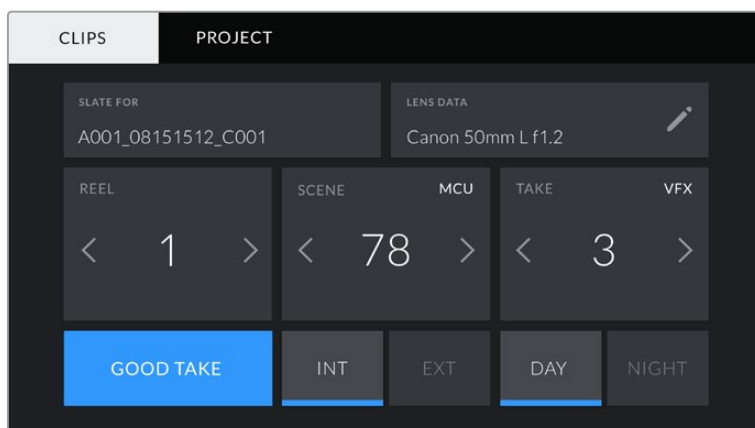 CLIPS PROJECT
SLATE FOR LENS DATA
A001_08151512_C001 Canon 50mm L f1.2
REEL SCENE MCU TAKE VFX
< 1 > < 78 > < 3 >
GOOD TAKE INT EXT DAY NIGHT